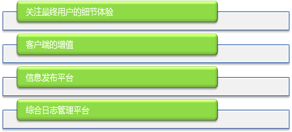 关注最终用户的细节体验
客户端的增值
信息发布平台
综合日志管理平台